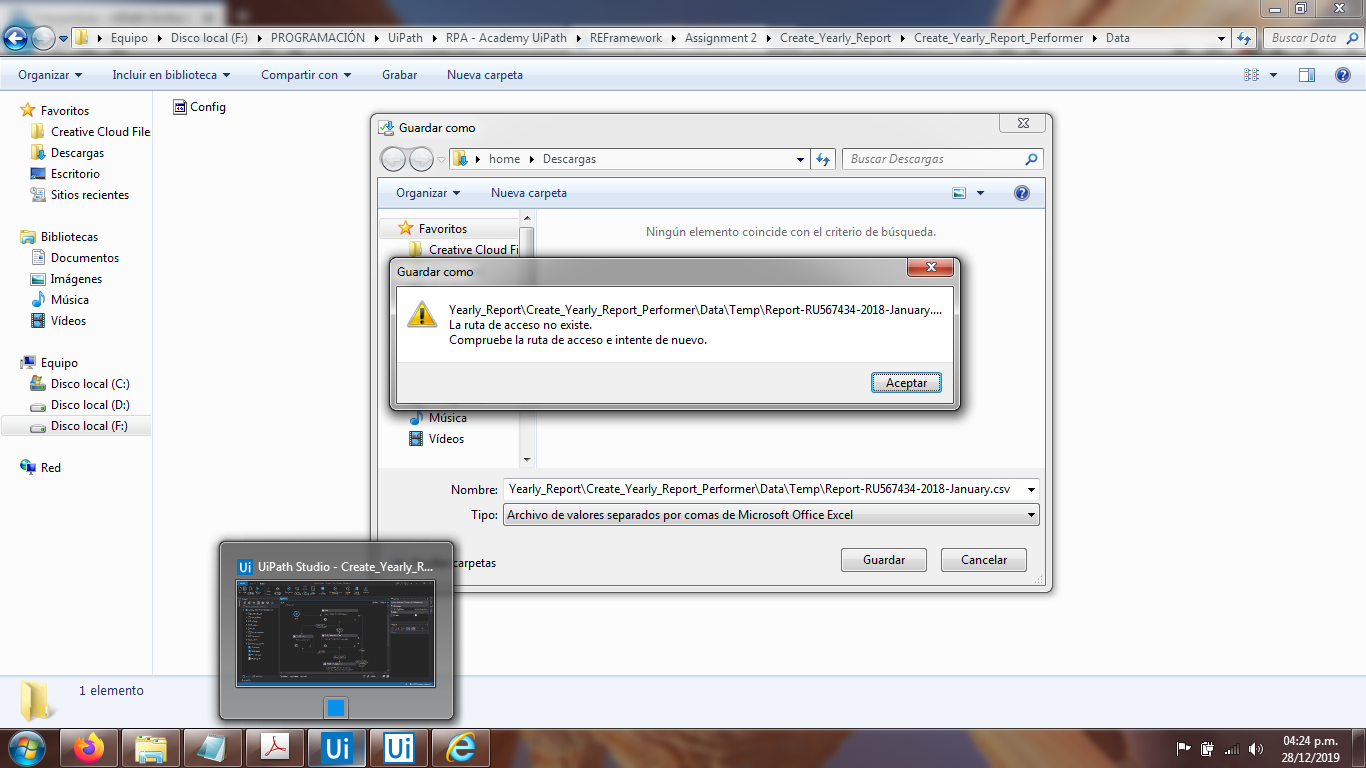 Equipo
Disco local (F:)
PROGRAMACIÓN
UiPath
RPA - Academy UiPath
REFramework
Assignment 2
Create_Yearly_Report
Create_Yearly_Report_Performer
Data
Buscar Data
Organizar
Incluir en biblioteca
Compartir con
Grabar
Nueva carpeta
Favoritos
Creative Cloud File
Descargas
Escritorio
Sitios recientes
Bibliotecas
Documentos
Imágenes
Música
Vídeos
Equipo
Disco local (C:)
Disco local (D:)
Disco local (F:)
Red
Config
Guardar como
home
Descargas
Buscar Descargas
Organizar
Nueva carpeta
Favoritos
Creative Cloud Fi
Ningún elemento coincide con el criterio de búsqueda.
Guardar como
Yearly_Report\Create_Yearly_Report_Performer\Data\Temp\Report-RU567434-2018-January....
La ruta de acceso no existe.
Compruebe la ruta de acceso e intente de nuevo.
Aceptar
Música
Vídeos
Nombre: Yearly_Report\Create_Yearly_Report_Performer\Data\Temp\Report-RU567434-2018-January.csv
Tipo: Archivo de valores separados por comas de Microsoft Office Excel
carpetas
Guardar
Cancelar
UiPath Studio - Create_Yearly_R...
1 elemento
04:24 p.m.
28/12/2019